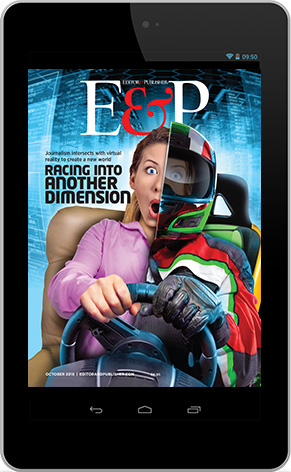 09:50
EDITOR & PUBLISHER
E&P
Journalism intersects with virtual
reality to create a new world
RACING INTO
ANOTHER
DIMENSION
OCTOBER 2015 | EDITORANDPUBLISHER.COM